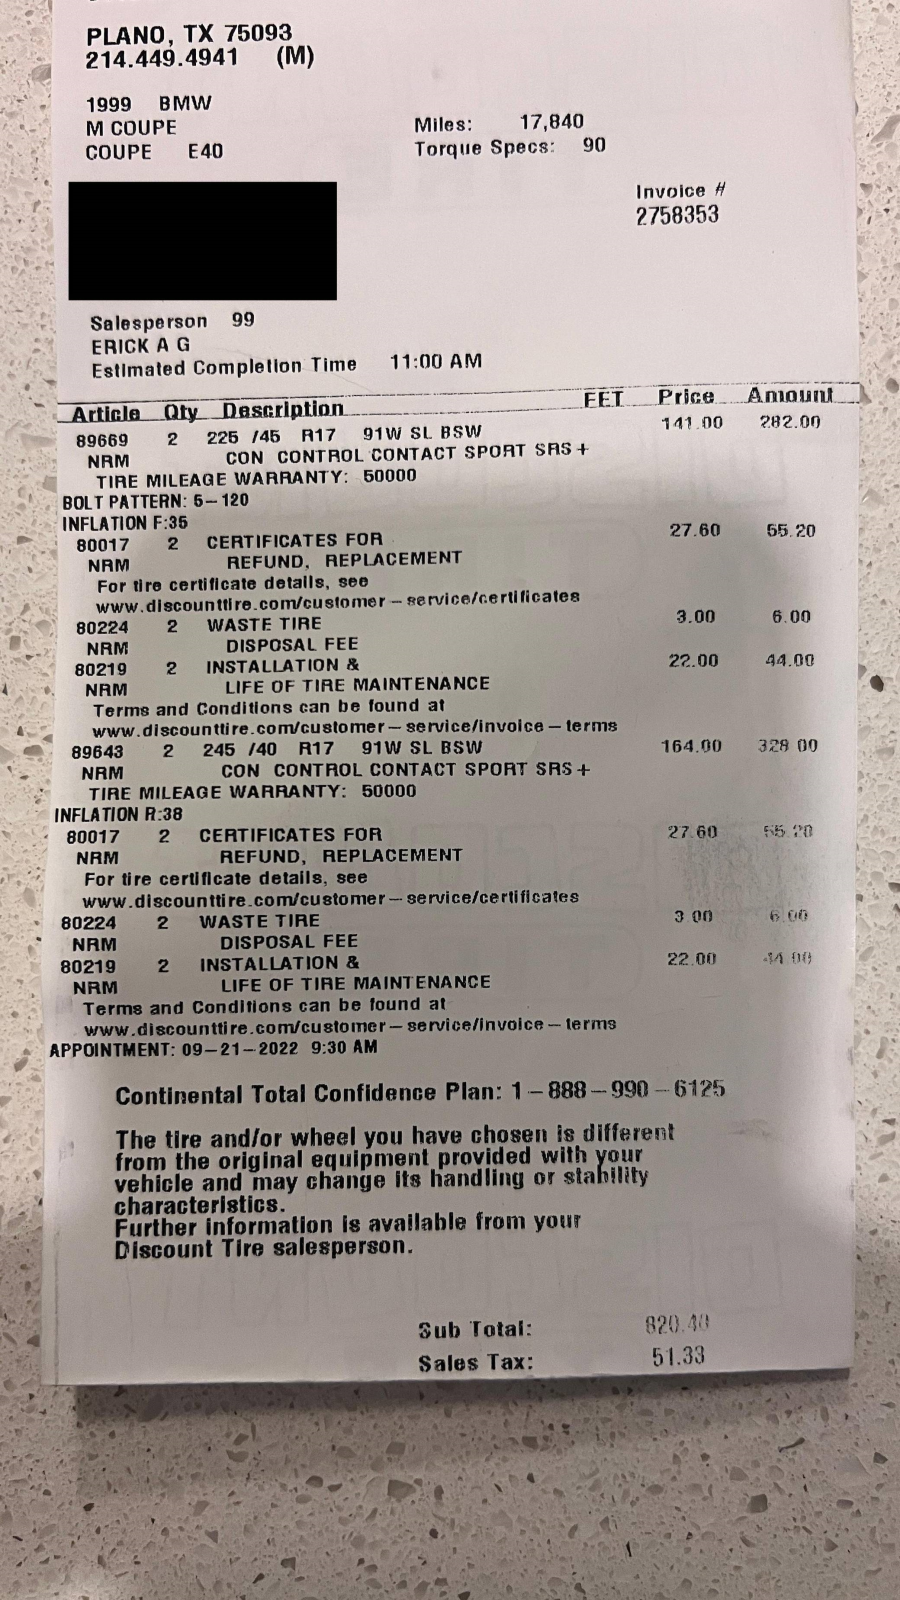 PLANO, TX 75093
214.449.4941 (M)
1999 BMW
M COUPE
COUPE E40
Miles: 17,840
Torque Specs: 90
Invoice #
2758353
Salesperson 99
ERICK A G
Estimated Completion Time 11:00 AM
Article Qty Description FET Price Amount
89669 2 225 /45 R17 91W SL BSW 141.00 282.00
NRM CON CONTROL CONTACT SPORT SRS+
TIRE MILEAGE WARRANTY: 50000
BOLT PATTERN: 5-120
INFLATION F:35
80017 2 CERTIFICATES FOR 27.60 55.20
NRM REFUND, REPLACEMENT
For tire certificate details, see
www.discounttire.com/customer-service/certificates
80224 2 WASTE TIRE 3.00 6.00
NRM DISPOSAL FEE
80219 2 INSTALLATION & 22.00 44.00
NRM LIFE OF TIRE MAINTENANCE
Terms and Conditions can be found at
www.discounttire.com/customer-service/invoice-terms
89643 2 245 /40 R17 91W SL BSW 164.00 328 00
NRM CON CONTROL CONTACT SPORT SRS+
TIRE MILEAGE WARRANTY: 50000
INFLATION R:38
80017 2 CERTIFICATES FOR 27.60 55.20
NRM REFUND, REPLACEMENT
For tire certificate details, see
www.discounttire.com/customer-service/certificates
80224 2 WASTE TIRE 3 00 6.00
NRM DISPOSAL FEE
80219 2 INSTALLATION & 22.00 44 00
NRM LIFE OF TIRE MAINTENANCE
Terms and Conditions can be found at
www.discounttire.com/customer-service/invoice-terms
APPOINTMENT: 09-21-2022 9:30 AM
Continental Total Confidence Plan: 1-888-990-6125
The tire and/or wheel you have chosen is different
from the original equipment provided with your
vehicle and may change its handling or stability
characteristics.
Further information is available from your
Discount Tire salesperson.
Sub Total: 820.40
Sales Tax: 51.33